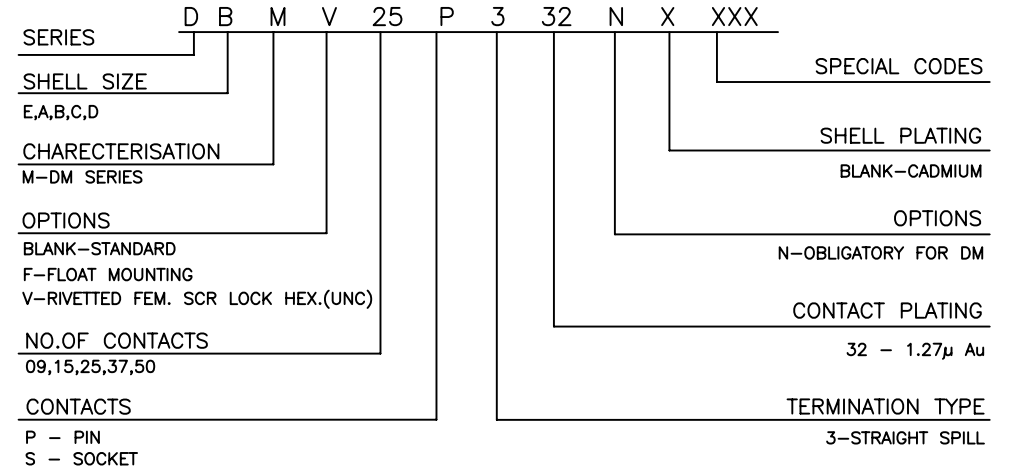 D B M V 25 P 3 32 N X XXX
SERIES
SPECIAL CODES
SHELL SIZE
E,A,B,C,D
SHELL PLATING
BLANK–CADMIUM
CHARECTERISATION
M–DM SERIES
OPTIONS
BLANK–STANDARD
F–FLOAT MOUNTING
V–RIVETTED FEM. SCR LOCK HEX.(UNC)
OPTIONS
N–OBLIGATORY FOR DM
NO.OF CONTACTS
09,15,25,37,50
CONTACT PLATING
32 – 1.27µ Au
CONTACTS
P – PIN
S – SOCKET
TERMINATION TYPE
3–STRAIGHT SPILL